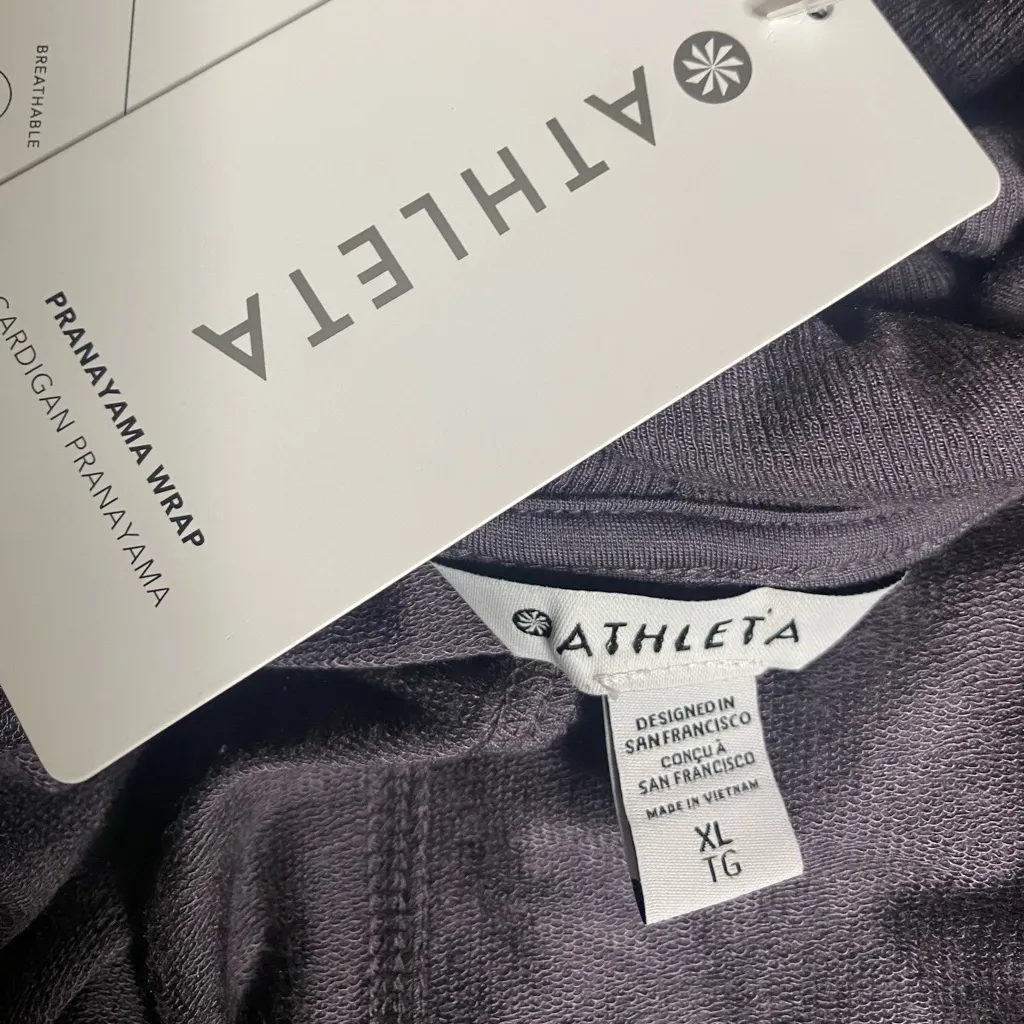 BREATHABLE
ATHLETA
PRANAYAMA WRAP
CARDIGAN PRANAYAMA
ATHLETA
DESIGNED IN
SAN FRANCISCO
CONÇU À
SAN FRANCISCO
MADE IN VIETNAM
XL
TG